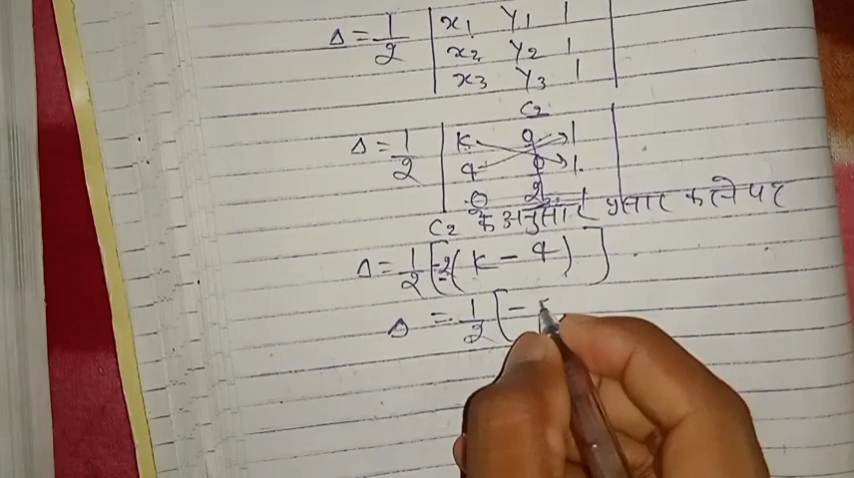 Δ = 1/2 | x₁ y₁ 1 |
| x₂ y₂ 1 |
| x₃ y₃ 1 |
C₂
Δ = 1/2 | k 0 1 |
| 4 0 1 |
| 0 2 |
C₂ के अनुसार प्रसार करने पर
Δ = 1/2 [-2(k - 4)]
Δ = 1/2 [-